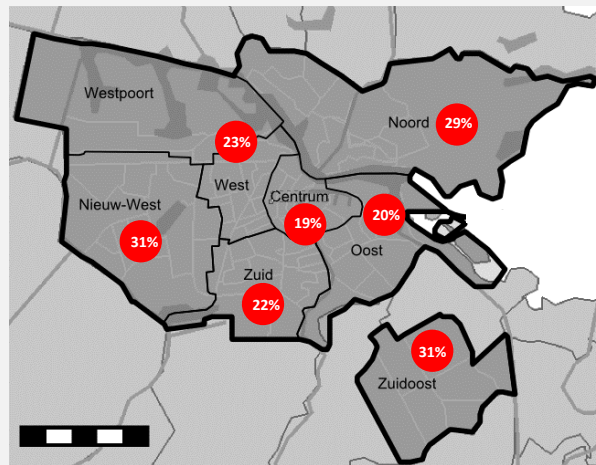 Westpoort
Noord
29%
23%
West
Centrum
Nieuw-West
20%
19%
31%
Oost
Zuid
22%
31%
Zuidoost